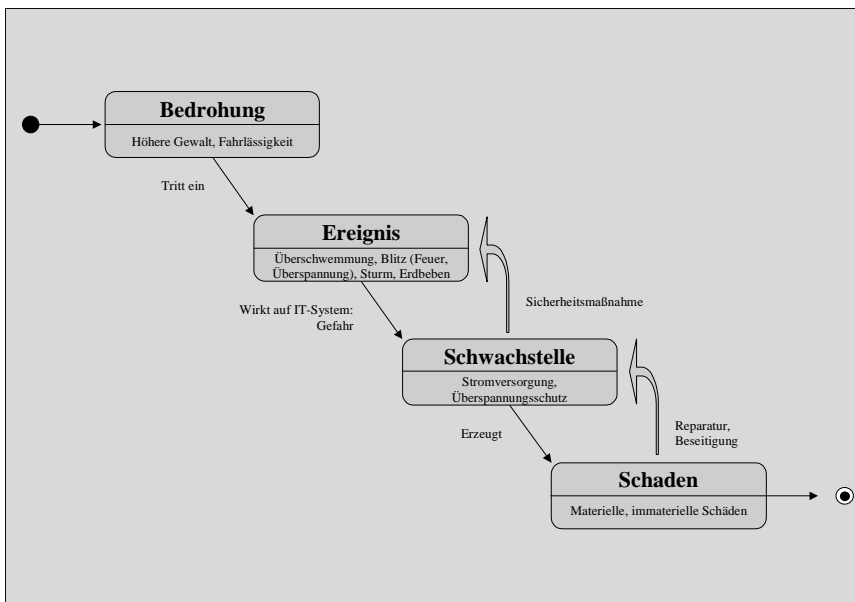 Bedrohung
Höhere Gewalt, Fahrlässigkeit
Tritt ein
Ereignis
Überschwemmung, Blitz (Feuer,
Überspannung), Sturm, Erdbeben
Wirkt auf IT-System:
Gefahr
Sicherheitsmaßnahme
Schwachstelle
Stromversorgung,
Überspannungsschutz
Erzeugt
Reparatur,
Beseitigung
Schaden
Materielle, immaterielle Schäden